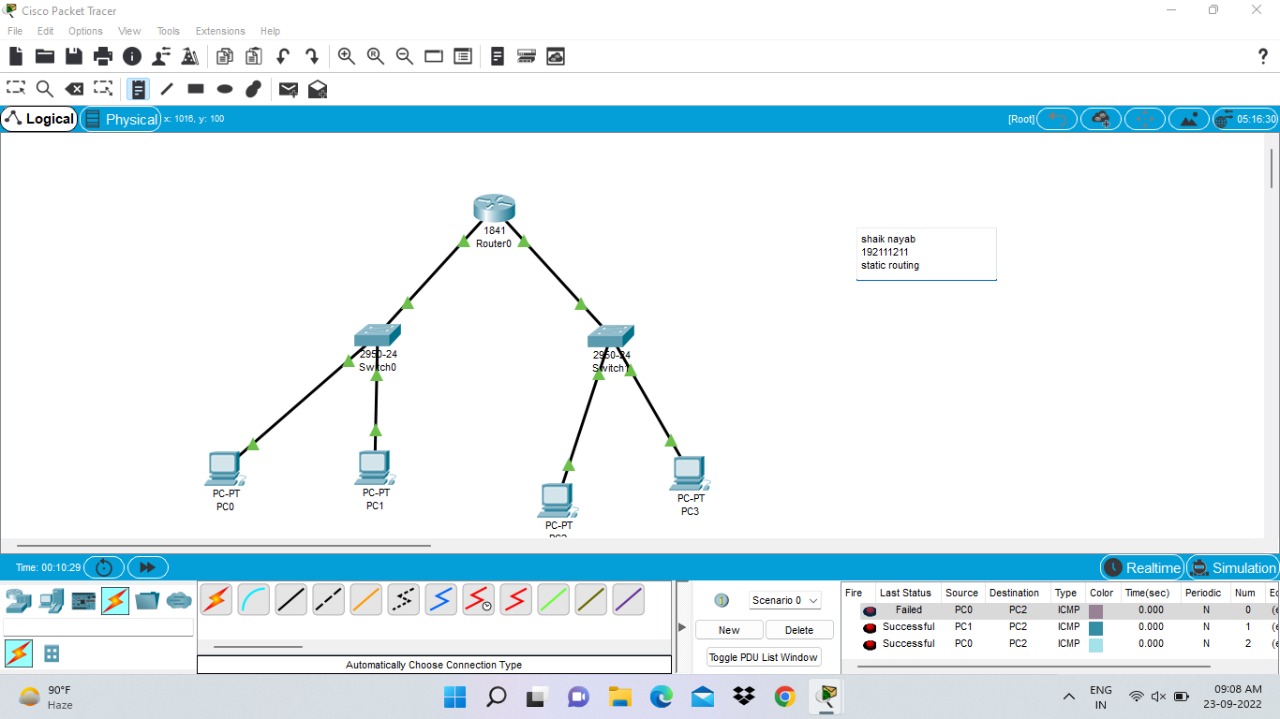 Cisco Packet Tracer
File Edit Options View Tools Extensions Help
Logical Physical x: 1016, y: 100 [Root] 05:16:30
1841
Router0
shaik nayab
192111211
static routing
2950-24
Switch0
2950-24
Switch1
PC-PT
PC0
PC-PT
PC1
PC-PT
PC-PT
PC3
Time: 00:10:29 Realtime Simulation
Scenario 0
New Delete
Toggle PDU List Window
Automatically Choose Connection Type
Fire Last Status Source Destination Type Color Time(sec) Periodic Num
Failed PC0 PC2 ICMP 0.000 N 0
Successful PC1 PC2 ICMP 0.000 N 1
Successful PC0 PC2 ICMP 0.000 N 2
90°F
Haze
ENG
IN
09:08 AM
23-09-2022